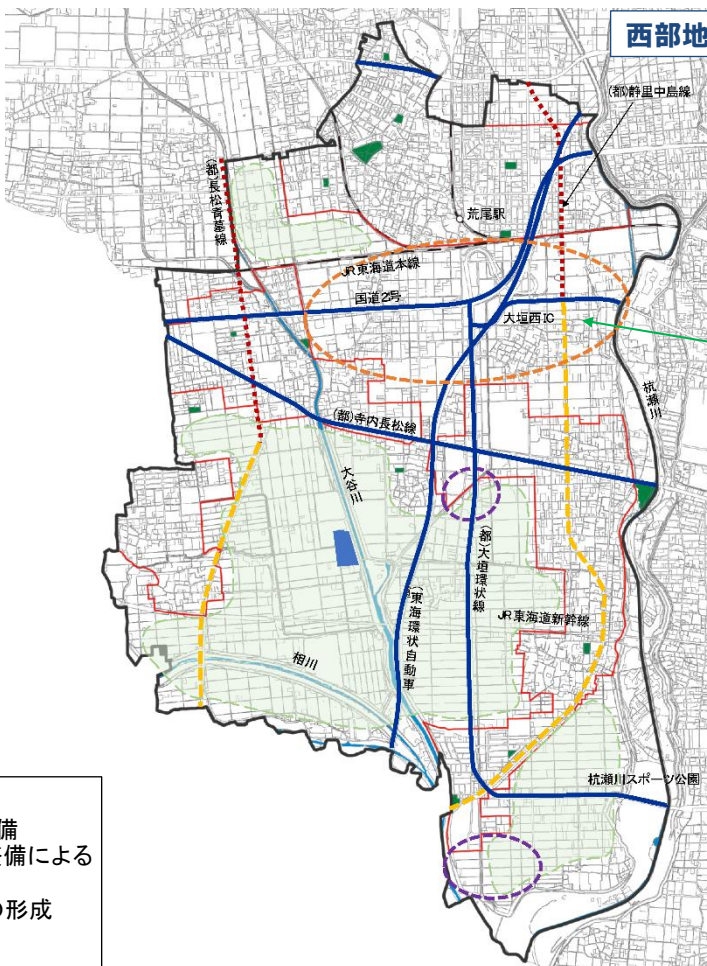 西部地
(都)静里中島線
(都)長松青墓線
荒尾駅
JR東海道本線
国道2号
大垣西IC
杭瀬川
(都)寺内長松線
大谷川
(都)大垣環状線
JR東海道新幹線
(東海環状自動車
相川
杭瀬川スポーツ公園
備
備による
の形成